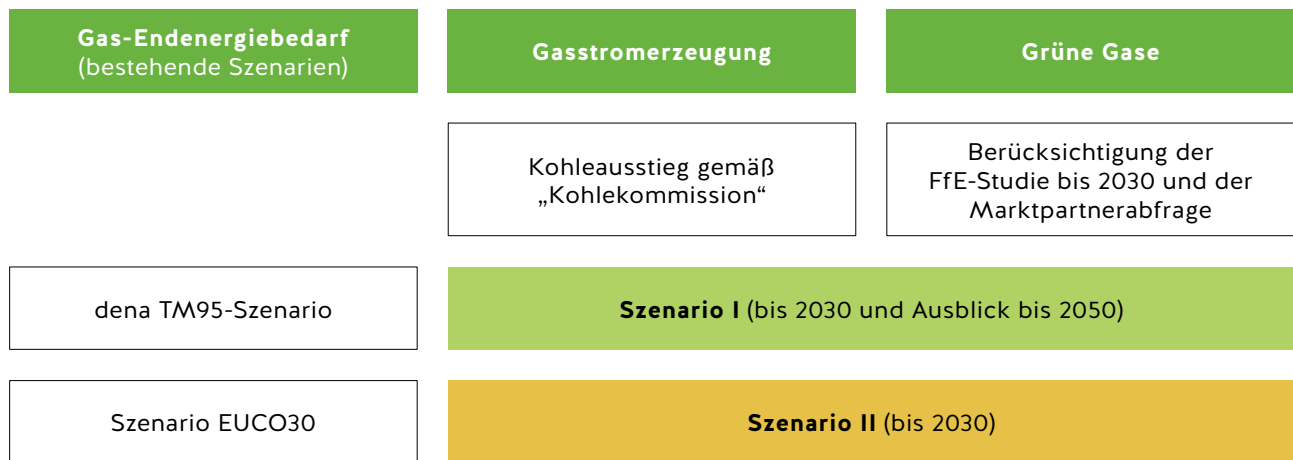 Gas-Endenergiebedarf
(bestehende Szenarien)
Gasstromerzeugung
Grüne Gase
Kohleausstieg gemäß
„Kohlekommission“
Berücksichtigung der
FfE-Studie bis 2030 und der
Marktpartnerabfrage
dena TM95-Szenario
Szenario I (bis 2030 und Ausblick bis 2050)
Szenario EUCO30
Szenario II (bis 2030)